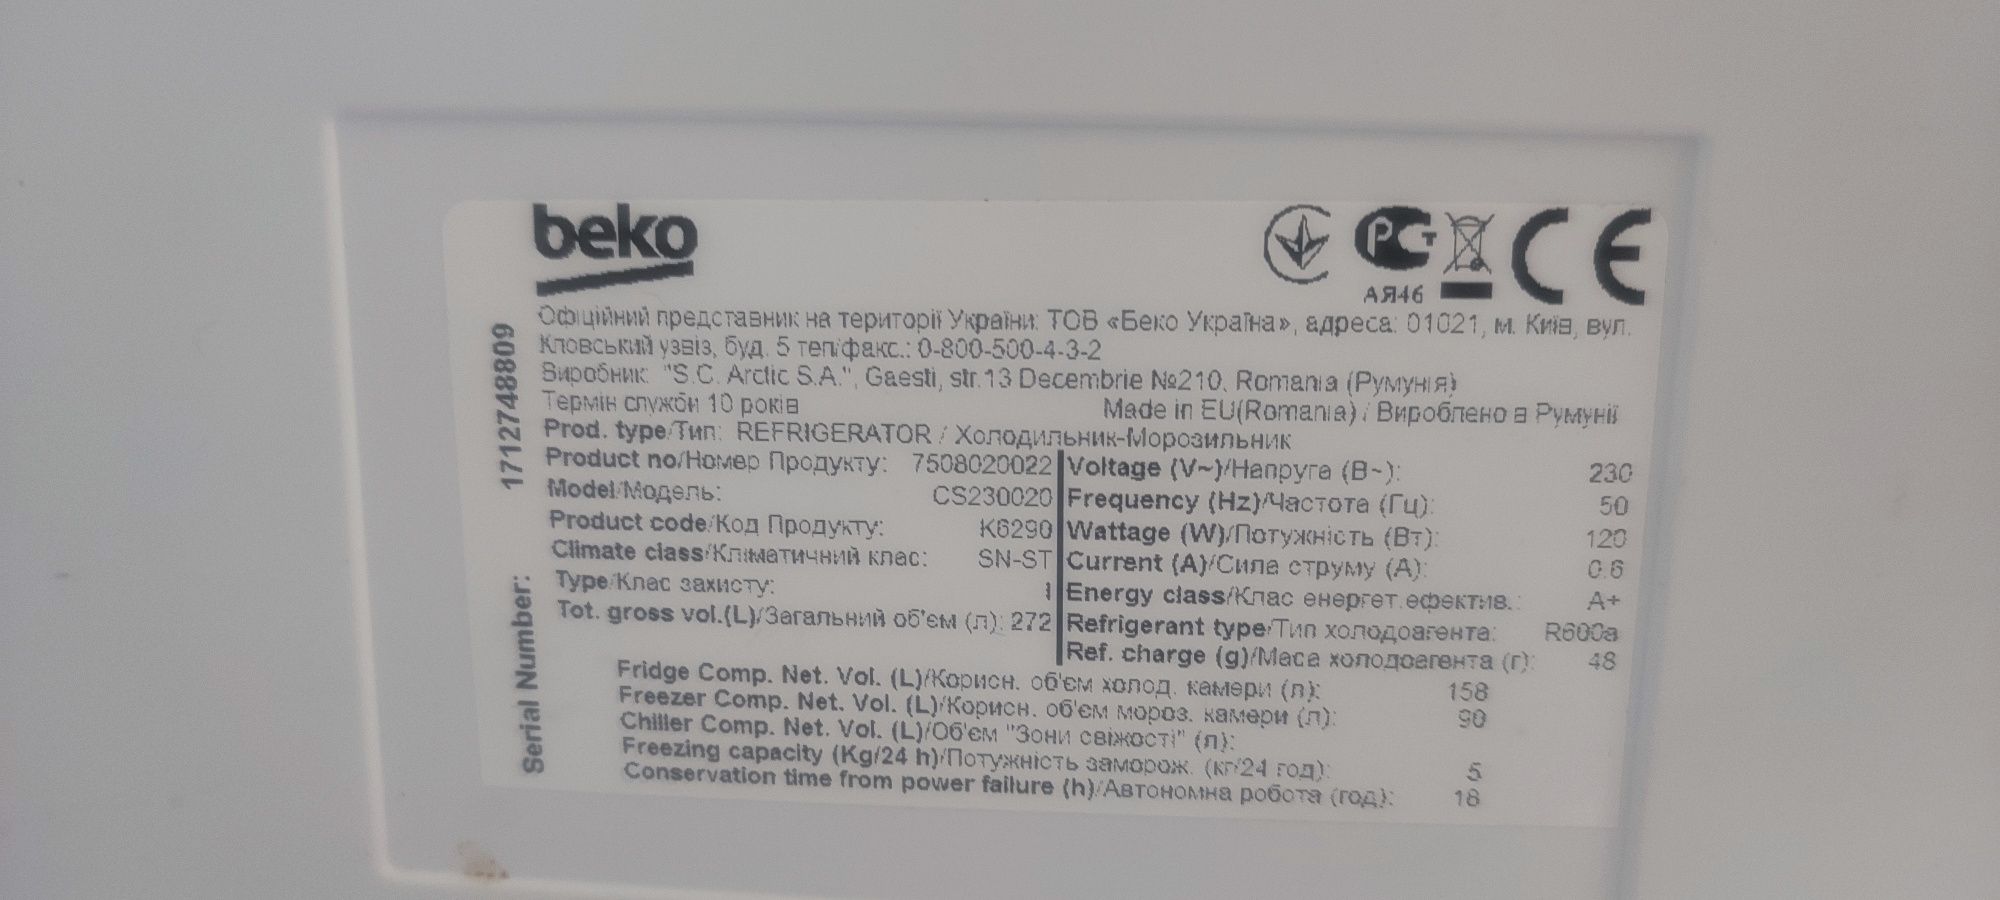 beko
PCT
АЯ46
CE
Офіційний представник на території України: ТОВ «Беко Україна», адреса: 01021, м. Київ, вул.
Кловський узвіз, буд. 5 тел/факс.: 0-800-500-4-3-2
Виробник: "S.C. Arctic S.A.", Gaesti, str.13 Decembrie №210, Romania (Румунія)
Термін служби 10 років Made in EU(Romania) / Вироблено в Румунії
Prod. type/Тип: REFRIGERATOR / Холодильник-Морозильник
Product no/Номер Продукту: 7508020022
Model/Модель: CS230020
Product code/Код Продукту: K6290
Climate class/Кліматичний клас: SN-ST
Type/Клас захисту: I
Tot. gross vol.(L)/Загальний об'єм (л): 272
Voltage (V~)/Напруга (В~): 230
Frequency (Hz)/Частота (Гц): 50
Wattage (W)/Потужність (Вт): 120
Current (A)/Сила струму (А): 0.6
Energy class/Клас енергет.ефектив.: A+
Refrigerant type/Тип холодоагента: R600a
Ref. charge (g)/Маса холодоагента (г): 48
Fridge Comp. Net. Vol. (L)/Корисн. об'єм холод. камери (л): 158
Freezer Comp. Net. Vol. (L)/Корисн. об'єм мороз. камери (л): 90
Chiller Comp. Net. Vol. (L)/Об'єм "Зони свіжості" (л):
Freezing capacity (Kg/24 h)/Потужність заморож. (кг/24 год): 5
Conservation time from power failure (h)/Автономна робота (год): 18
Serial Number: 1712748809